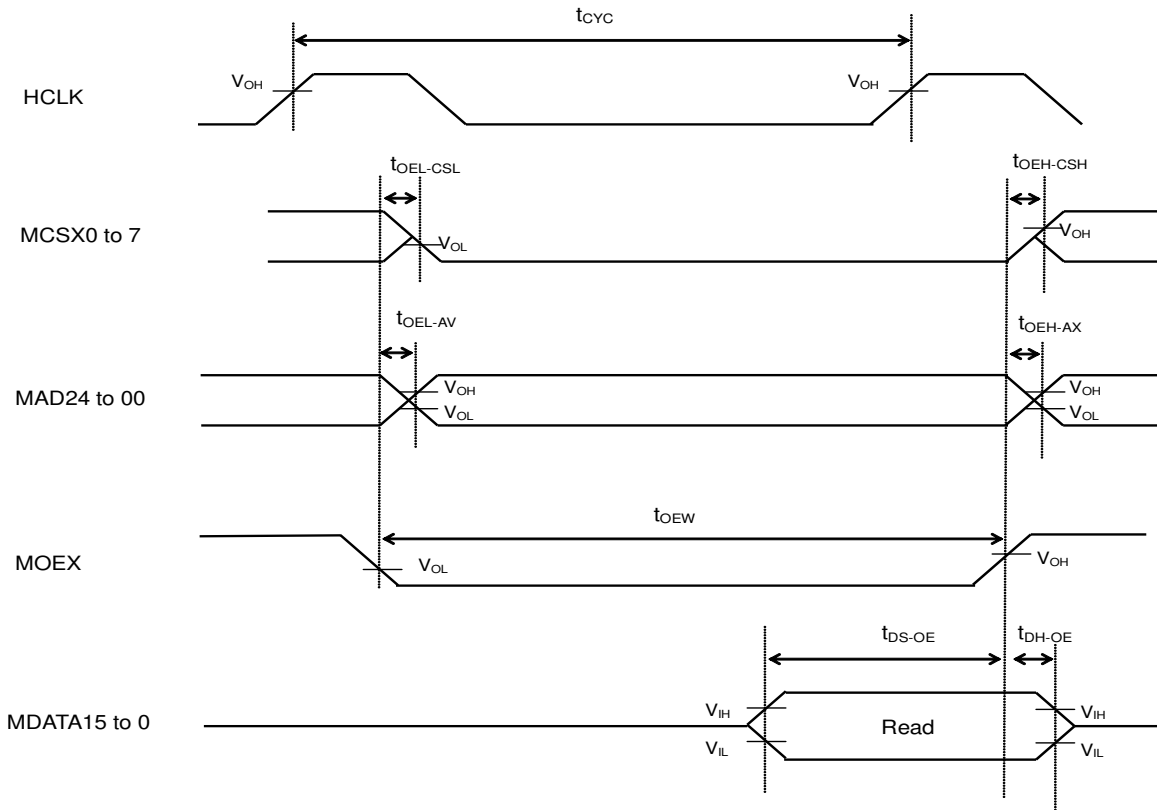 tCYC
VOH
VOH
HCLK
tOEL-CSL
tOEH-CSH
MCSX0 to 7
VOL
VOH
tOEL-AV
tOEH-AX
MAD24 to 00
VOH
VOL
VOH
VOL
tOEW
MOEX
VOL
VOH
tDS-OE
tDH-OE
MDATA15 to 0
VIH
VIL
Read
VIH
VIL